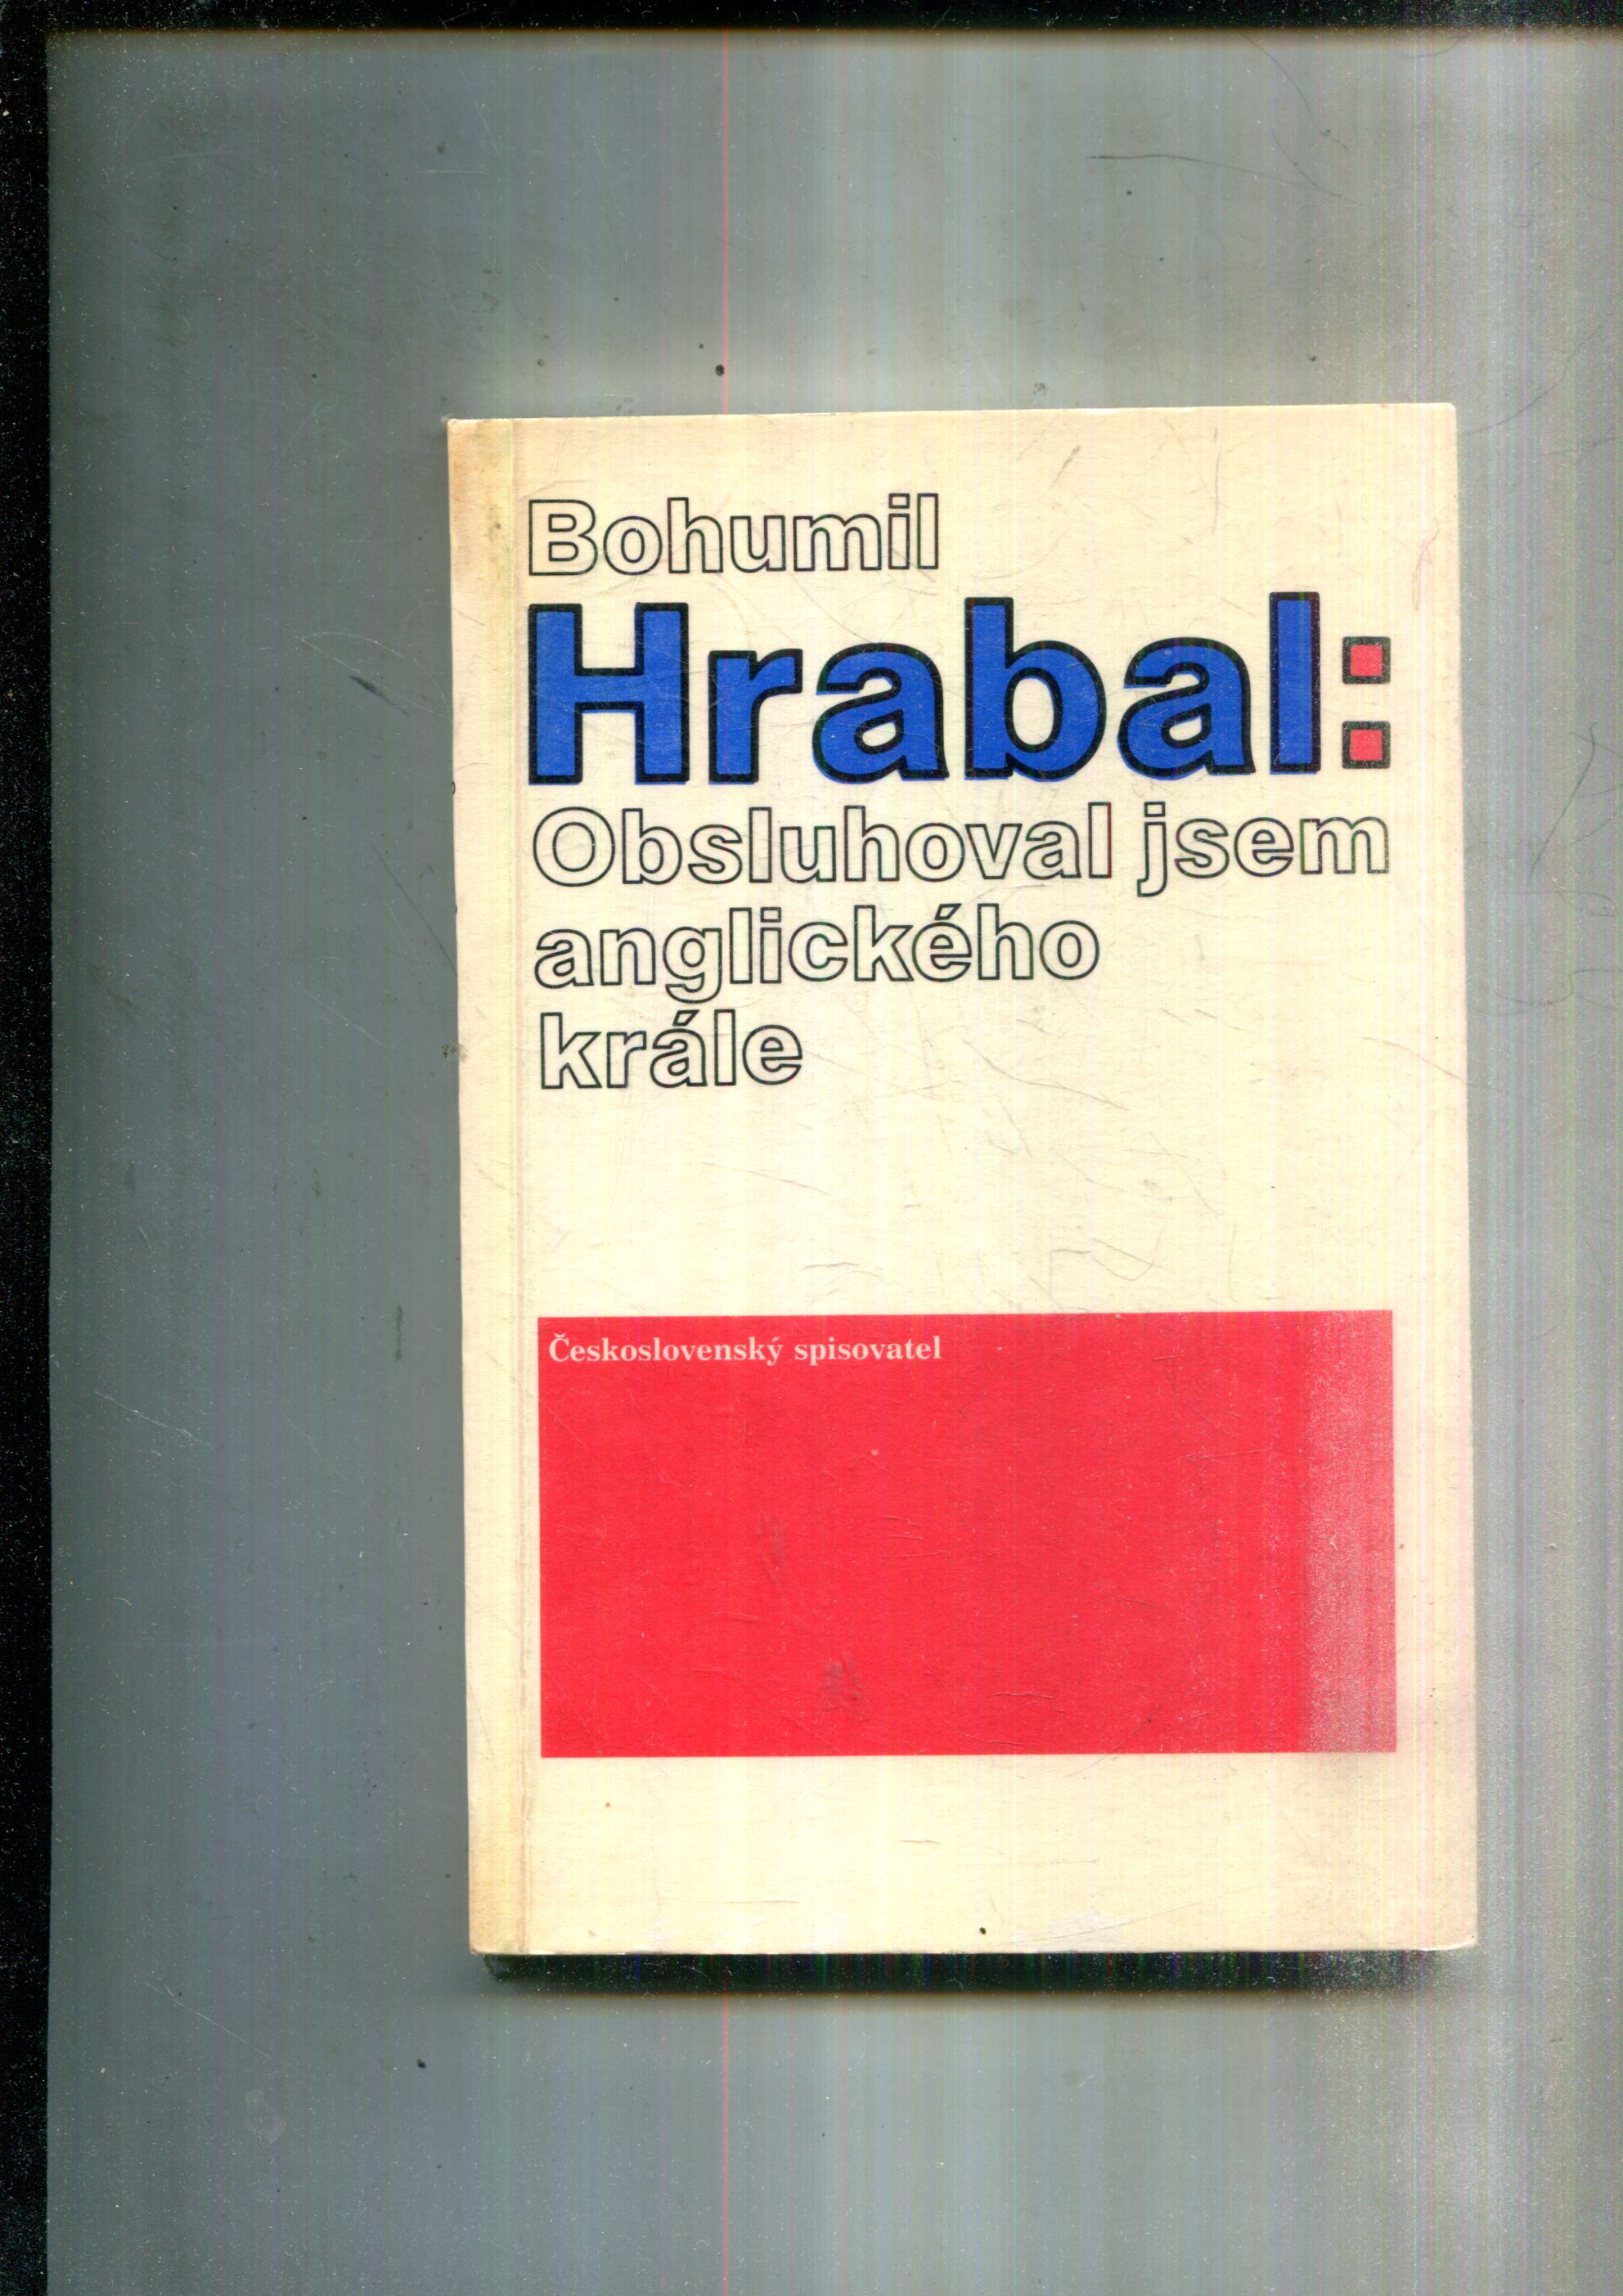 Bohumil
Hrabal:
Obsluhoval jsem
anglického
krále
Československý spisovatel